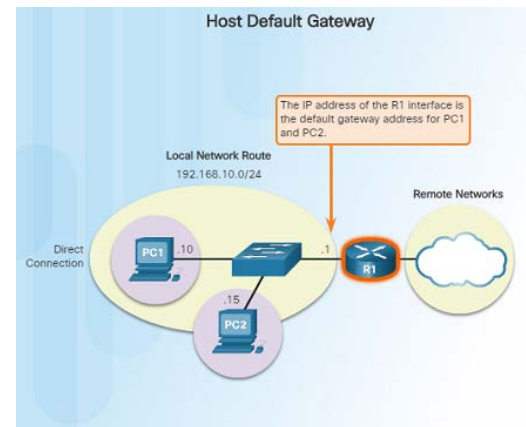 Host Default Gateway
The IP address of the R1 interface is
the default gateway address for PC1
and PC2.
Local Network Route
192.168.10.0/24
Remote Networks
Direct
Connection
PC1
.10
.1
R1
.15
PC2